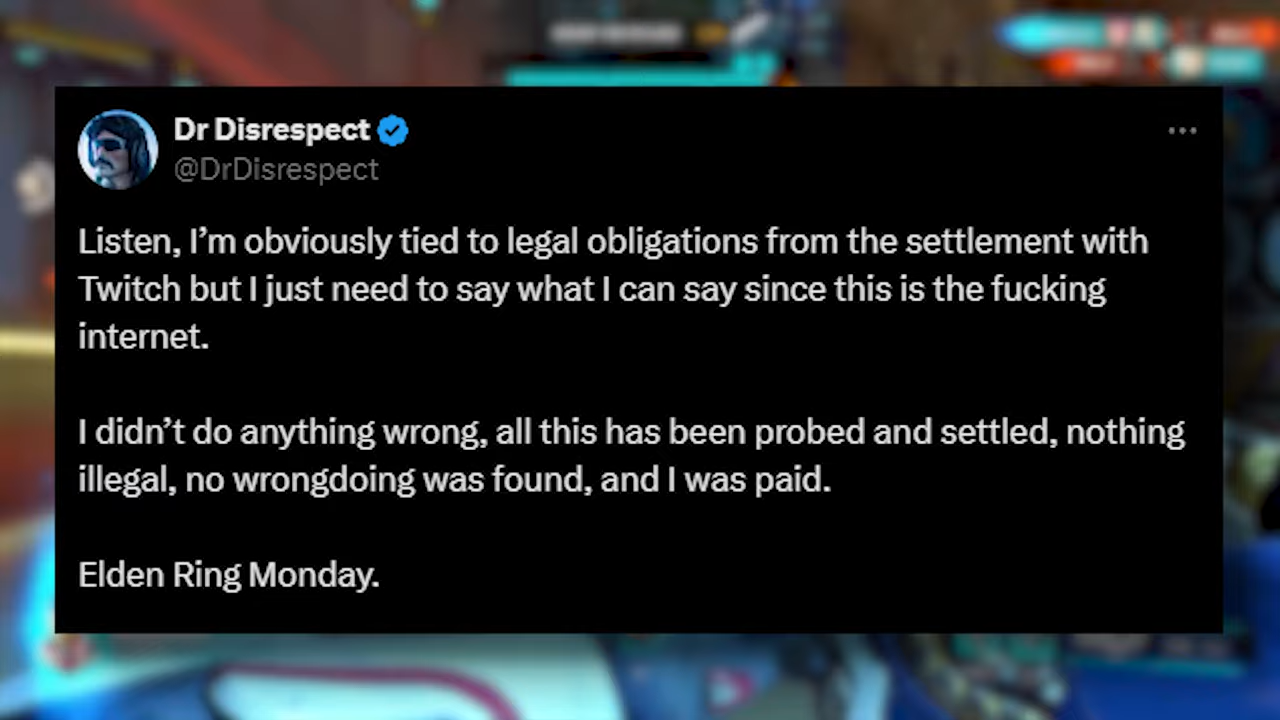 Dr Disrespect
@DrDisrespect
Listen, I’m obviously tied to legal obligations from the settlement with
Twitch but I just need to say what I can say since this is the fucking
internet.
I didn’t do anything wrong, all this has been probed and settled, nothing
illegal, no wrongdoing was found, and I was paid.
Elden Ring Monday.